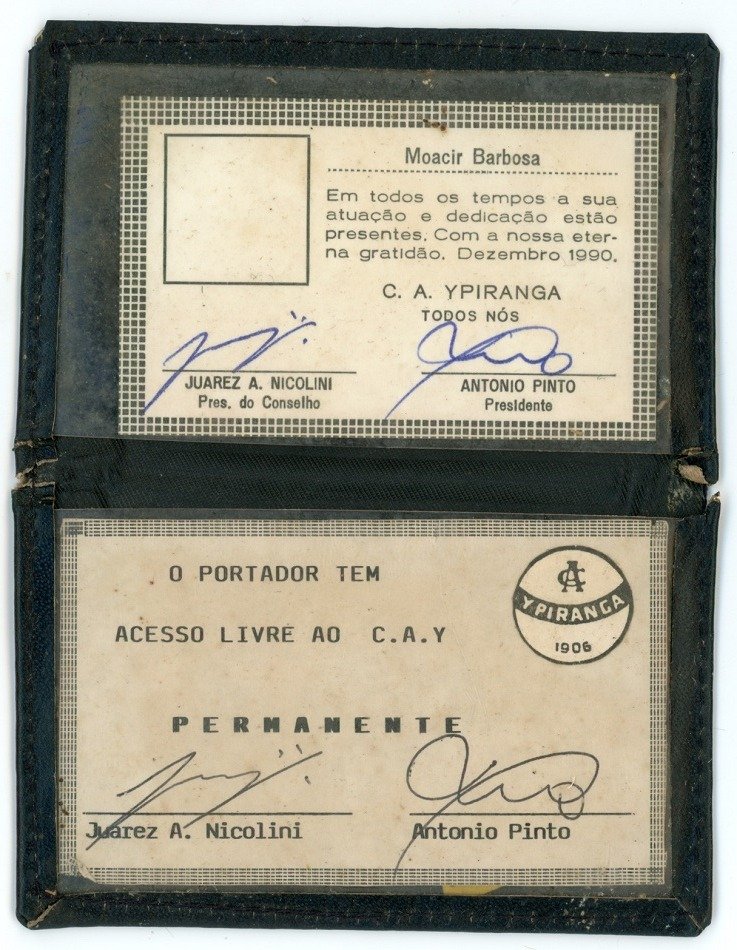 Moacir Barbosa
Em todos os tempos a sua
atuação e dedicação estão
presentes. Com a nossa eter-
na gratidão. Dezembro 1990.
C. A. YPIRANGA
TODOS NÓS
JUAREZ A. NICOLINI
Pres. do Conselho
ANTONIO PINTO
Presidente
O PORTADOR TEM
ACESSO LIVRE AO C.A.Y
CAY
YPIRANGA
1906
PERMANENTE
Juarez A. Nicolini
Antonio Pinto